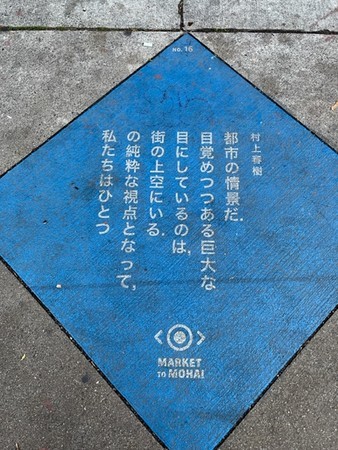 NO. 16
私たちはひとつ
の純粋な視点となって,
街の上空にいる.
目にしているのは,
目覚めつつある巨大な
都市の情景だ.
村上春樹
MARKET
TO MOHAI